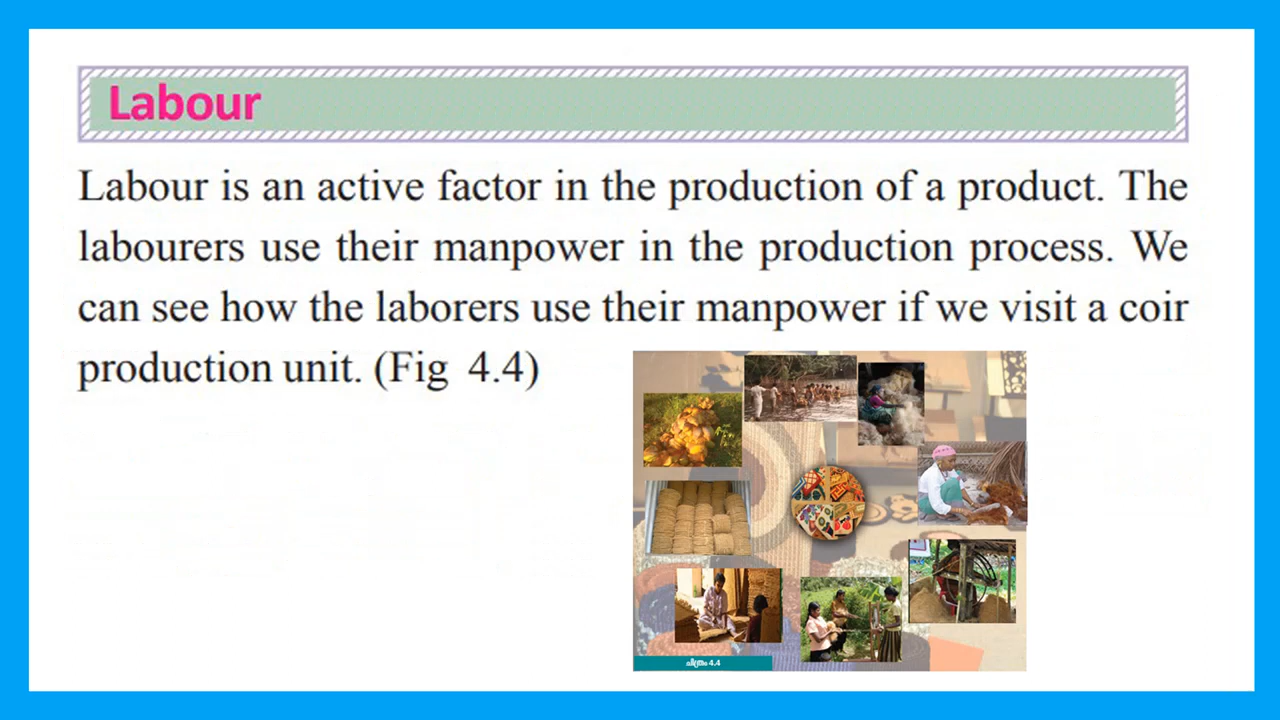 Labour
Labour is an active factor in the production of a product. The
labourers use their manpower in the production process. We
can see how the laborers use their manpower if we visit a coir
production unit. (Fig 4.4)
ചിത്രം 4.4